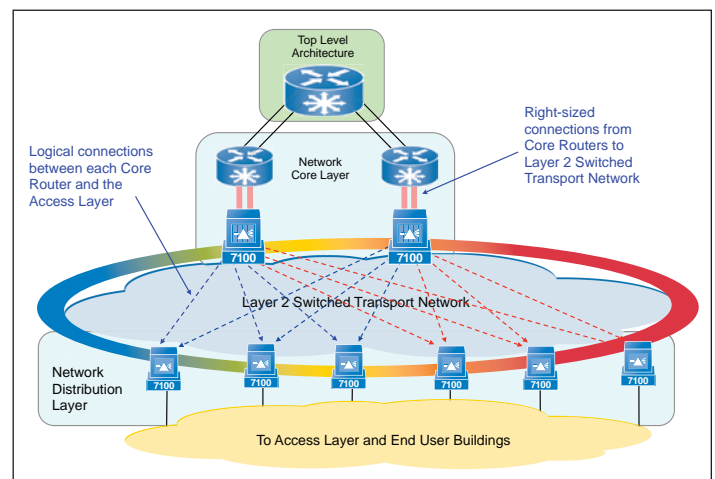 Top Level
Architecture
Logical connections
between each Core
Router and the
Access Layer
Network
Core Layer
Right-sized
connections from
Core Routers to
Layer 2 Switched
Transport Network
7100
7100
Layer 2 Switched Transport Network
Network
Distribution
Layer
7100
7100
7100
7100
7100
7100
To Access Layer and End User Buildings